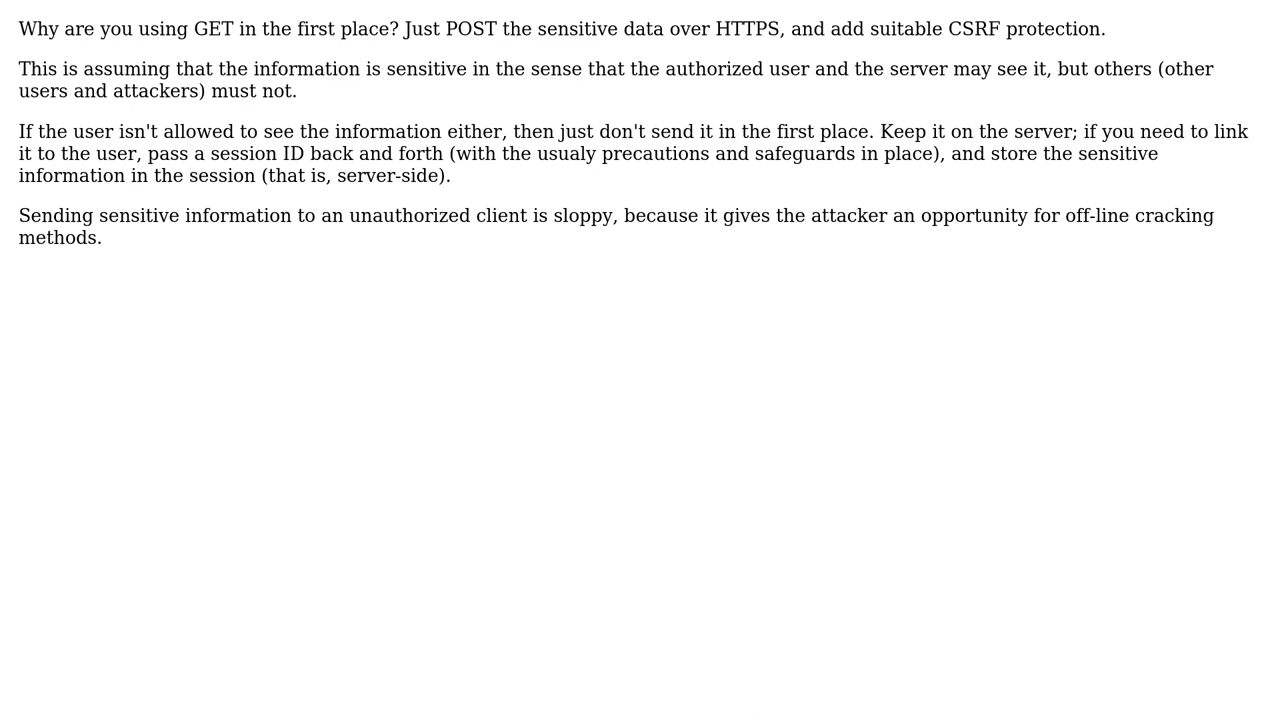 Why are you using GET in the first place? Just POST the sensitive data over HTTPS, and add suitable CSRF protection.
This is assuming that the information is sensitive in the sense that the authorized user and the server may see it, but others (other
users and attackers) must not.
If the user isn't allowed to see the information either, then just don't send it in the first place. Keep it on the server; if you need to link
it to the user, pass a session ID back and forth (with the usualy precautions and safeguards in place), and store the sensitive
information in the session (that is, server-side).
Sending sensitive information to an unauthorized client is sloppy, because it gives the attacker an opportunity for off-line cracking
methods.